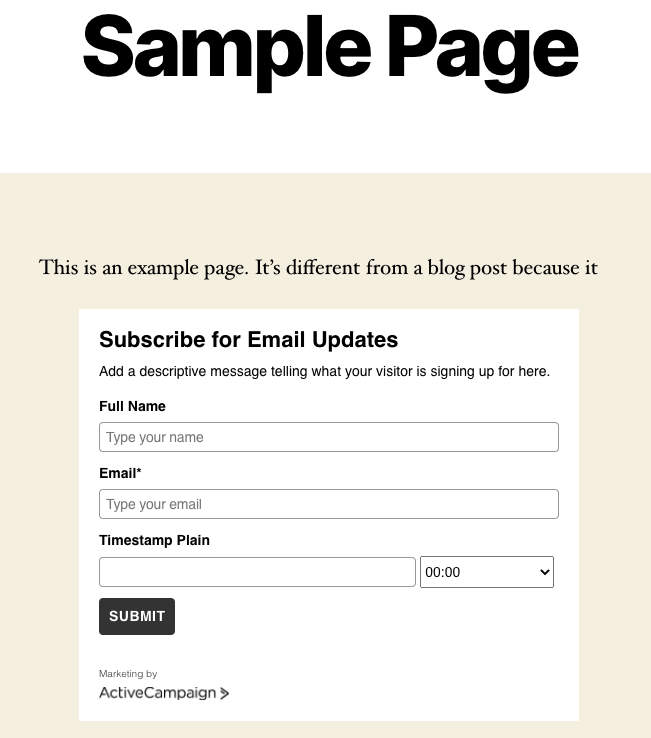 Sample Page
This is an example page. It’s different from a blog post because it
Subscribe for Email Updates
Add a descriptive message telling what your visitor is signing up for here.
Full Name
Type your name
Email*
Type your email
Timestamp Plain
00:00
SUBMIT
Marketing by
ActiveCampaign >